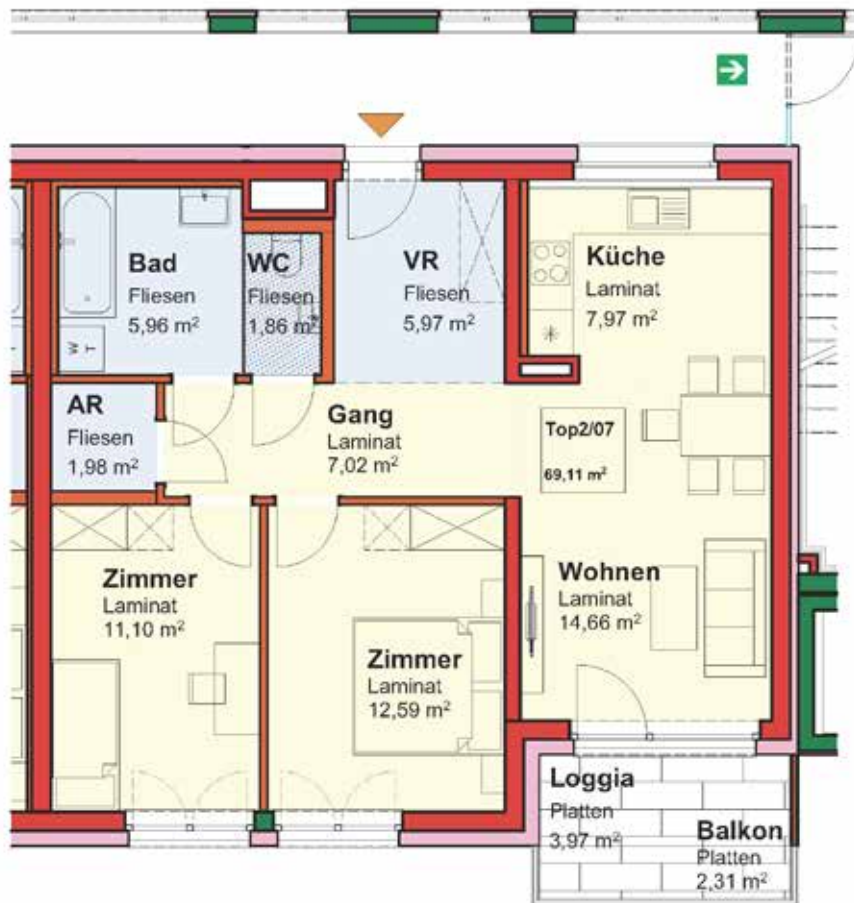 Bad
Fliesen
5,96 m²
WC
Fliesen
1,86 m²
VR
Fliesen
5,97 m²
Küche
Laminat
7,97 m²
W
T
AR
Fliesen
1,98 m²
Gang
Laminat
7,02 m²
Top2/07
69,11 m²
Zimmer
Laminat
11,10 m²
Zimmer
Laminat
12,59 m²
Wohnen
Laminat
14,66 m²
Loggia
Platten
3,97 m²
Balkon
Platten
2,31 m²